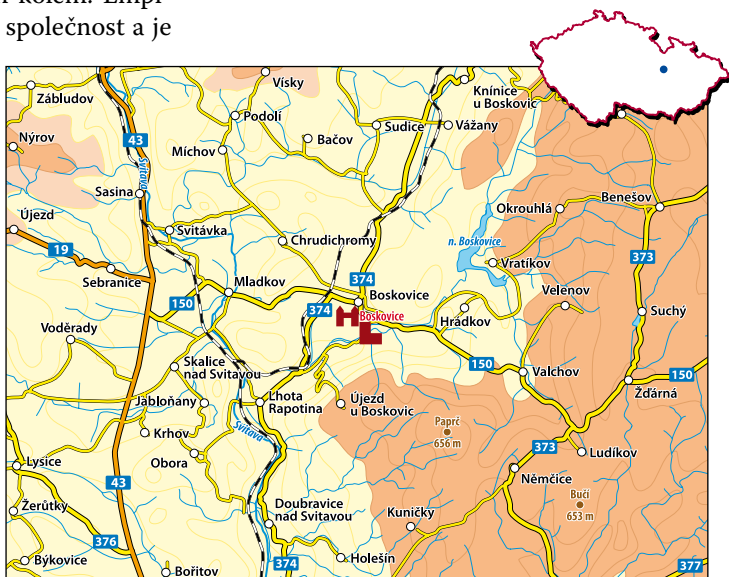 kolem. Empi-
společnost a je
Vísky
Knínice
u Boskovic
Zábludov
Podolí
Sudice
Vážany
43
Bačov
Nýrov
Míchov
Svitava
Sasina
Benešov
Okrouhlá
Újezd
Svitávka
n. Boskovice
Chrudichromy
19
373
Vratíkov
Sebranice
374
Mladkov
Velenov
150
Boskovice
374
Boskovice
Suchý
Hrádkov
Voděrady
Skalice
nad Svitavou
150
Valchov
150
Žďárná
Jabloňany
Lhota
Rapotina
Újezd
u Boskovic
Paprč
656 m
Svitava
Krhov
373
Ludíkov
Obora
Lysice
Němčice
43
Bučí
653 m
Žerůtky
Doubravice
nad Svitavou
Kuničky
376
Býkovice
374
Holešín
377
Bořitov